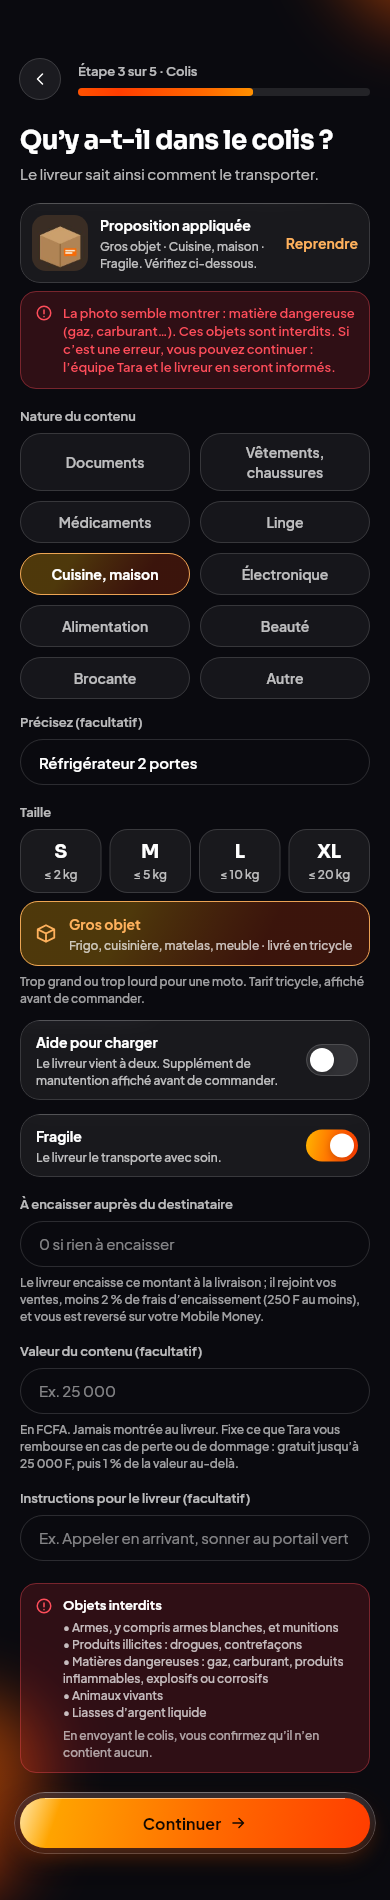 Étape 3 sur 5 · Colis
Qu’y a-t-il dans le colis ?
Le livreur sait ainsi comment le transporter.
Proposition appliquée
Gros objet · Cuisine, maison ·
Fragile. Vérifiez ci-dessous.
Reprendre
La photo semble montrer : matière dangereuse
(gaz, carburant…). Ces objets sont interdits. Si
c’est une erreur, vous pouvez continuer :
l’équipe Tara et le livreur en seront informés.
Nature du contenu
Documents
Vêtements,
chaussures
Médicaments
Linge
Cuisine, maison
Électronique
Alimentation
Beauté
Brocante
Autre
Précisez (facultatif)
Réfrigérateur 2 portes
Taille
S
≤ 2 kg
M
≤ 5 kg
L
≤ 10 kg
XL
≤ 20 kg
Gros objet
Frigo, cuisinière, matelas, meuble · livré en tricycle
Trop grand ou trop lourd pour une moto. Tarif tricycle, affiché
avant de commander.
Aide pour charger
Le livreur vient à deux. Supplément de
manutention affiché avant de commander.
Fragile
Le livreur le transporte avec soin.
À encaisser auprès du destinataire
0 si rien à encaisser
Le livreur encaisse ce montant à la livraison ; il rejoint vos
ventes, moins 2 % de frais d’encaissement (250 F au moins),
et vous est reversé sur votre Mobile Money.
Valeur du contenu (facultatif)
Ex. 25 000
En FCFA. Jamais montrée au livreur. Fixe ce que Tara vous
rembourse en cas de perte ou de dommage : gratuit jusqu’à
25 000 F, puis 1 % de la valeur au-delà.
Instructions pour le livreur (facultatif)
Ex. Appeler en arrivant, sonner au portail vert
Objets interdits
• Armes, y compris armes blanches, et munitions
• Produits illicites : drogues, contrefaçons
• Matières dangereuses : gaz, carburant, produits
inflammables, explosifs ou corrosifs
• Animaux vivants
• Liasses d’argent liquide
En envoyant le colis, vous confirmez qu’il n’en
contient aucun.
Continuer →